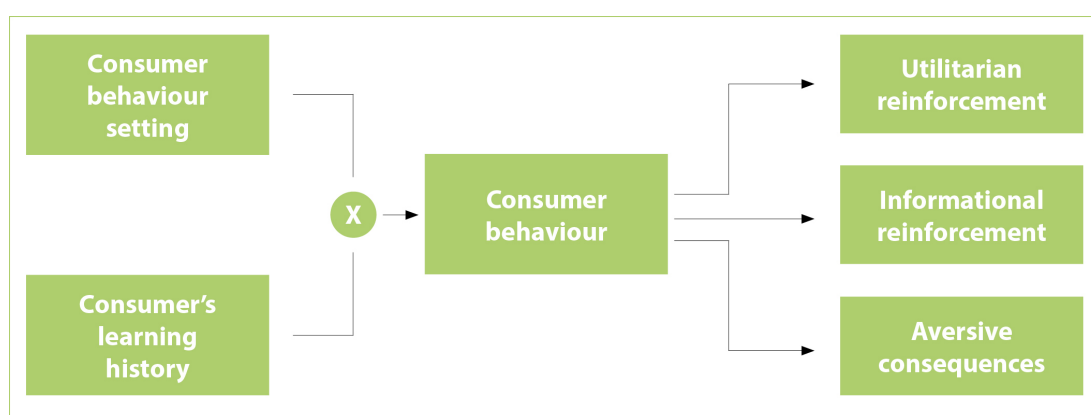 Consumer
behaviour
setting
Consumer's
learning
history
X
Consumer
behaviour
Utilitarian
reinforcement
Informational
reinforcement
Aversive
consequences